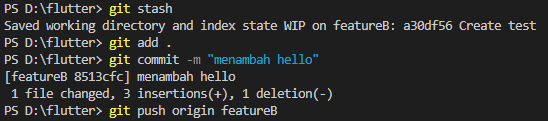 PS D:\flutter> git stash
Saved working directory and index state WIP on featureB: a30df56 Create test
PS D:\flutter> git add .
PS D:\flutter> git commit -m "menambah hello"
[featureB 8513cfc] menambah hello
 1 file changed, 3 insertions(+), 1 deletion(-)
PS D:\flutter> git push origin featureB